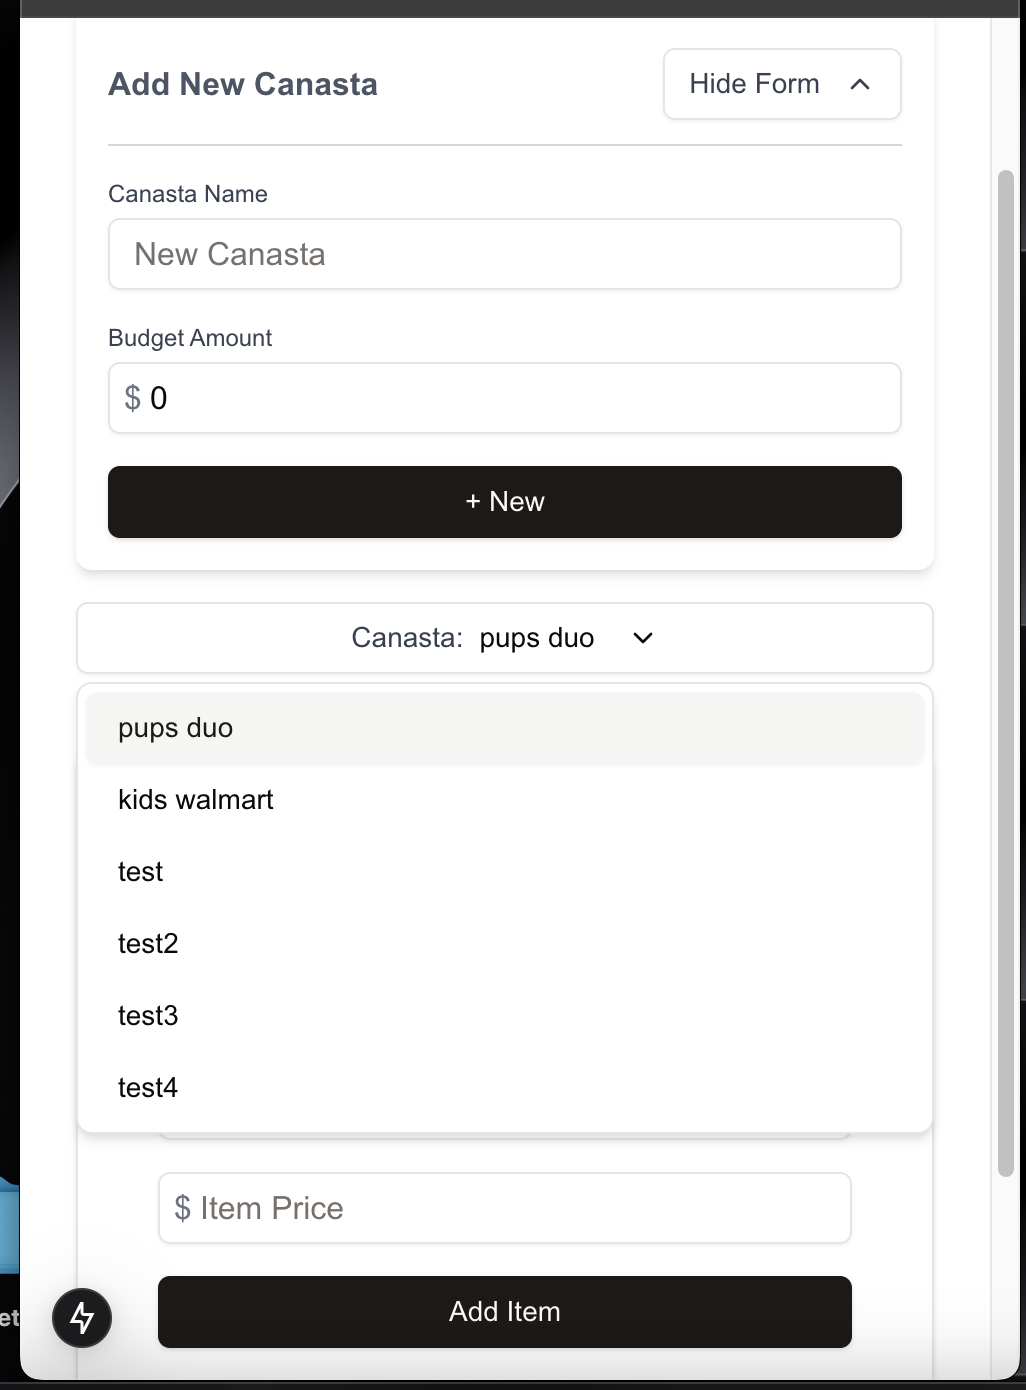 Add New Canasta
Hide Form
Canasta Name
New Canasta
Budget Amount
$ 0
+ New
Canasta: pups duo
pups duo
kids walmart
test
test2
test3
test4
$ Item Price
Add Item
et